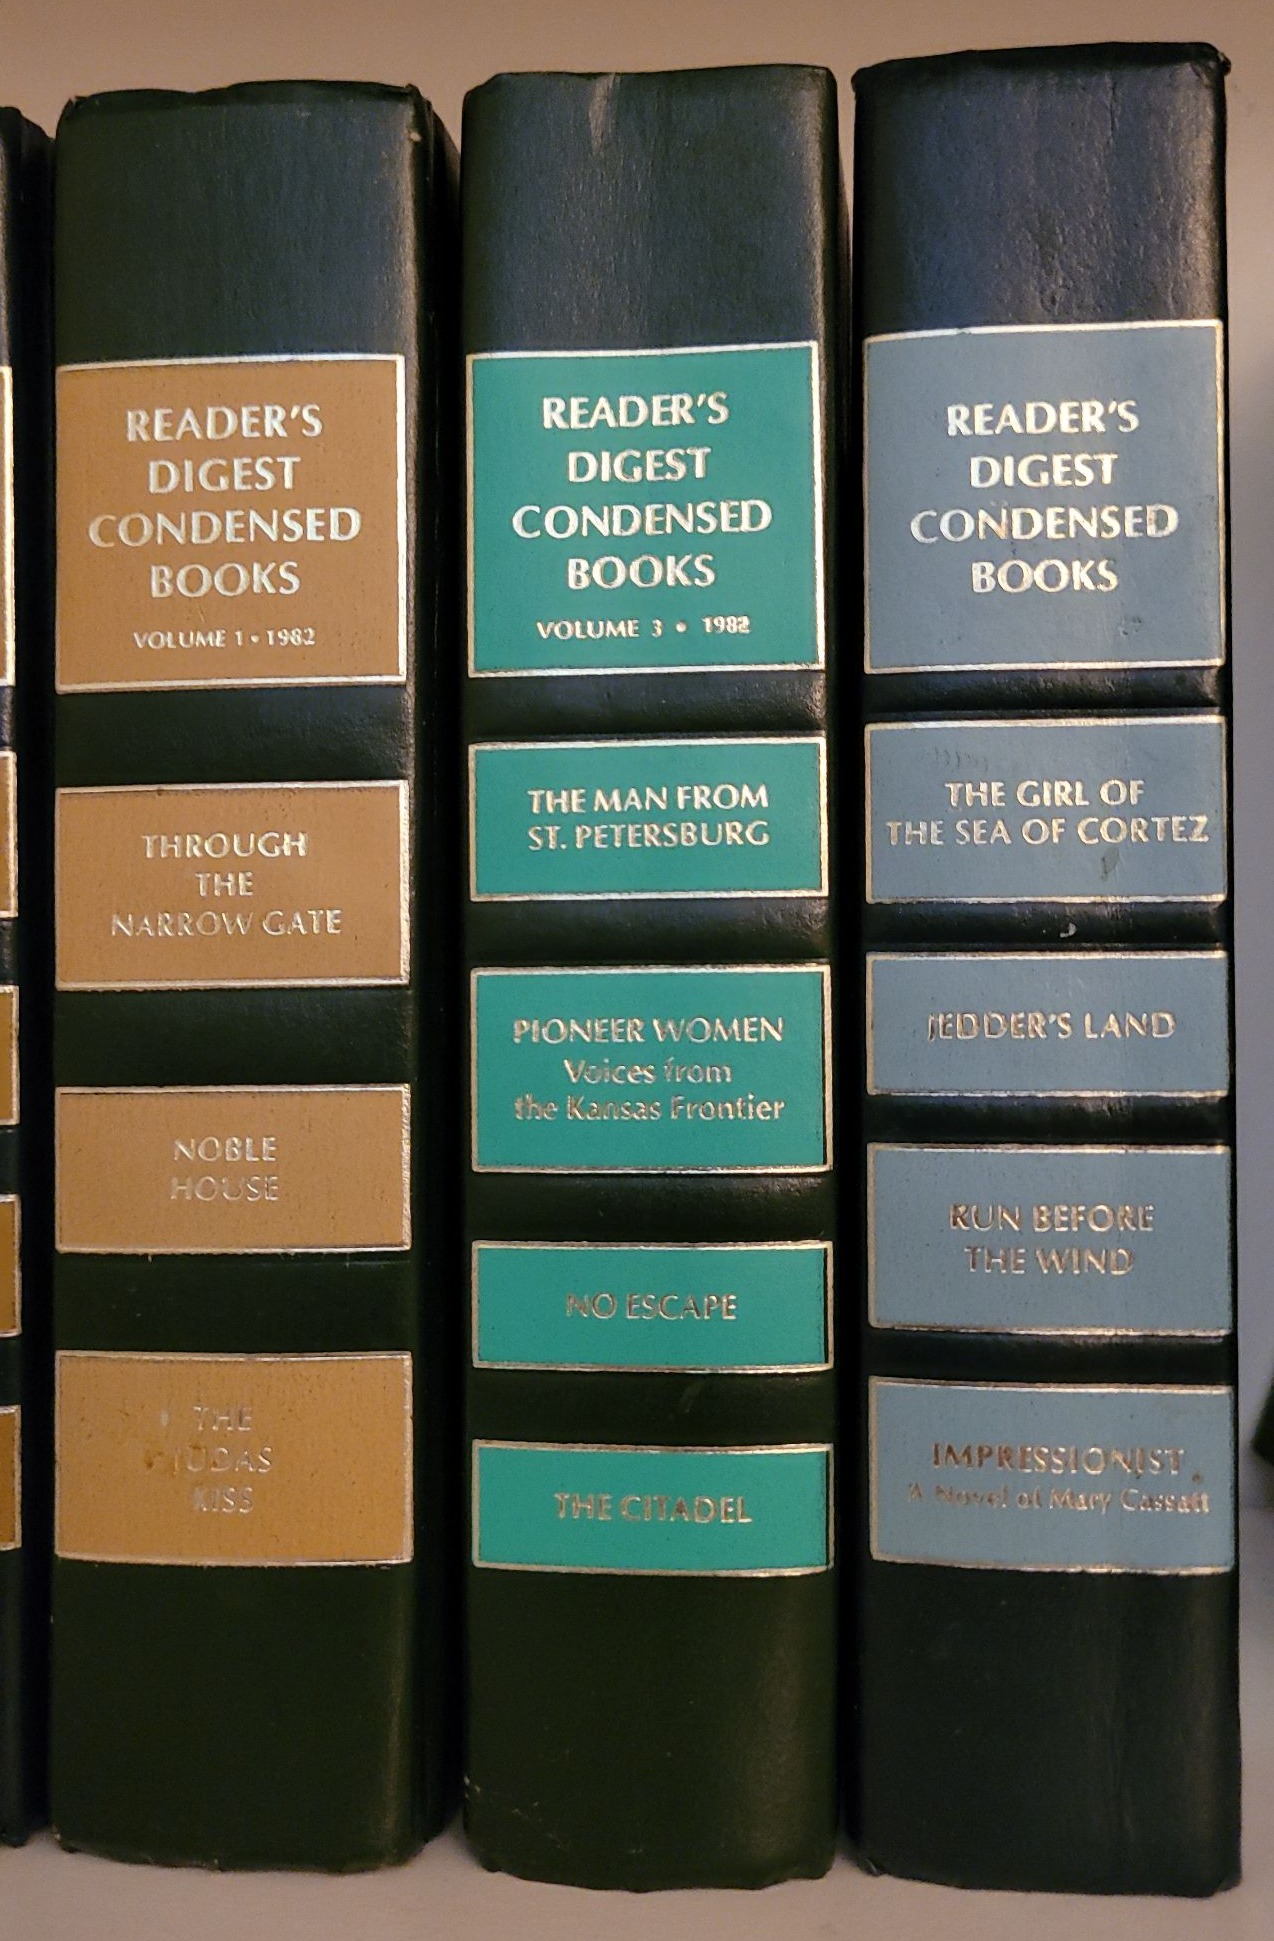 READER'S
DIGEST
CONDENSED
BOOKS
VOLUME 1 • 1982
THROUGH
THE
NARROW GATE
NOBLE
HOUSE
THE
JUDAS
KISS
READER'S
DIGEST
CONDENSED
BOOKS
VOLUME 3 • 1982
THE MAN FROM
ST. PETERSBURG
PIONEER WOMEN
Voices from
the Kansas Frontier
NO ESCAPE
THE CITADEL
READER'S
DIGEST
CONDENSED
BOOKS
THE GIRL OF
THE SEA OF CORTEZ
JEDDER'S LAND
RUN BEFORE
THE WIND
IMPRESSIONIST
A Novel of Mary Cassatt